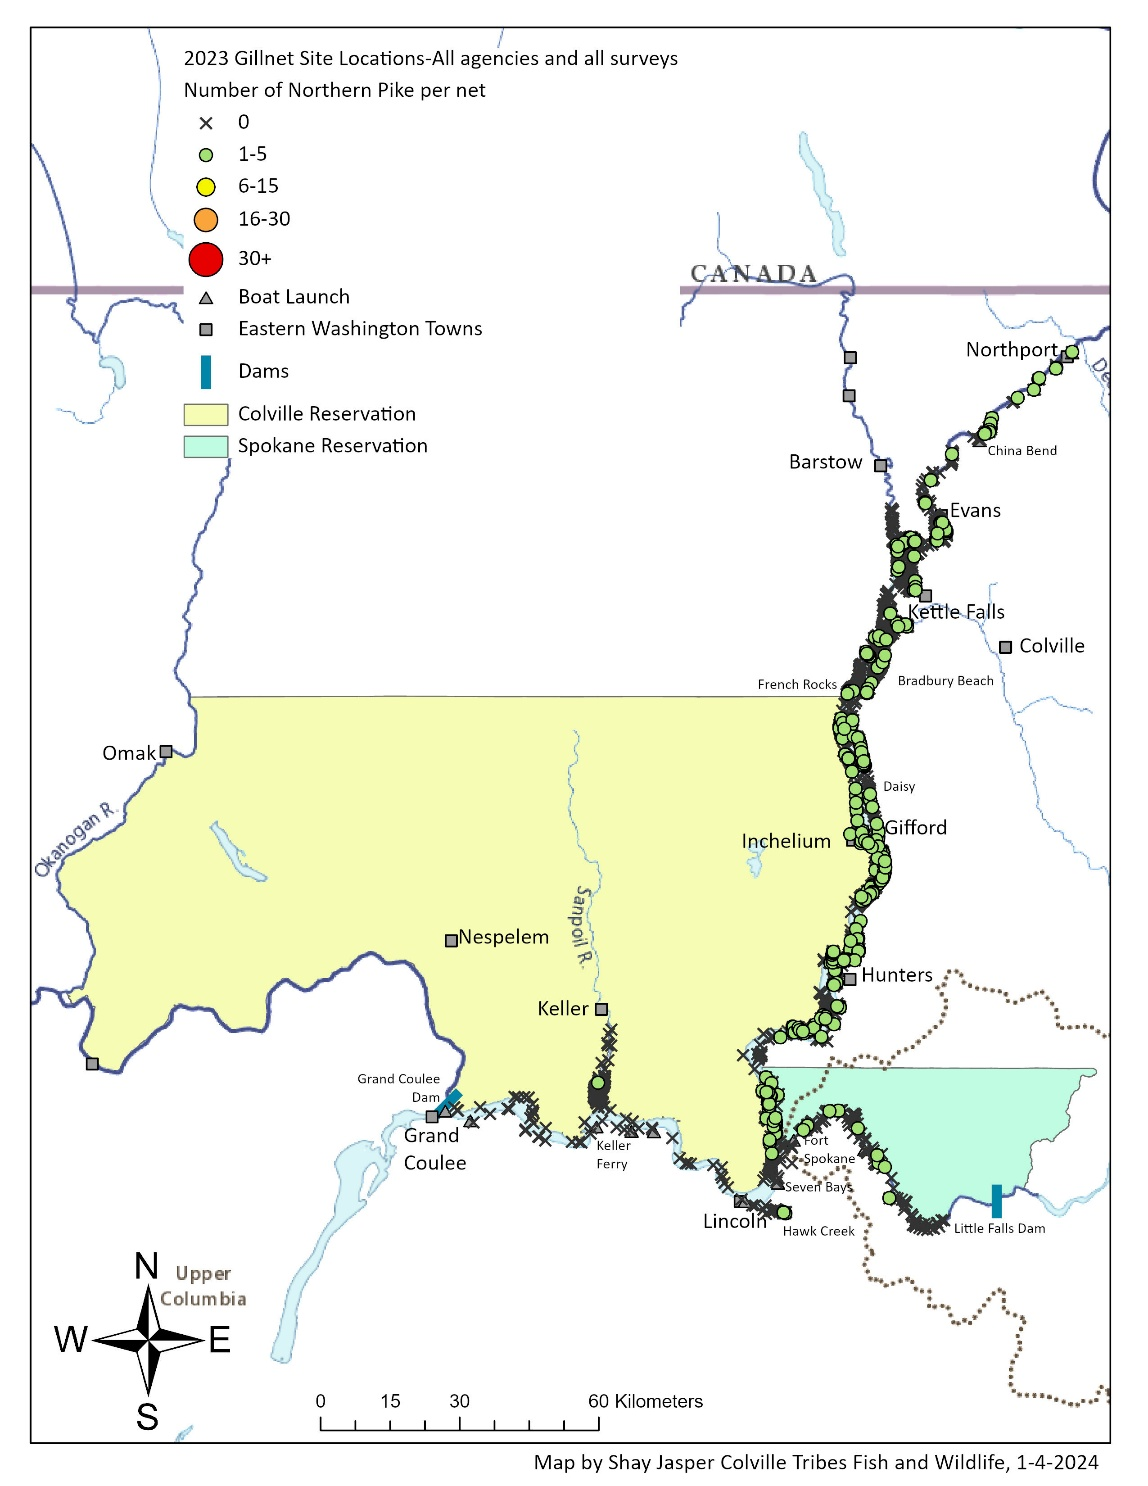 2023 Gillnet Site Locations-All agencies and all surveys
Number of Northern Pike per net
0
1-5
6-15
16-30
30+
Boat Launch
Eastern Washington Towns
Dams
Colville Reservation
Spokane Reservation
CANADA
Northport
China Bend
Barstow
Evans
Kettle Falls
Colville
French Rocks
Bradbury Beach
Omak
Okanogan R.
Daisy
Gifford
Inchelium
Sanpoil R.
Nespelem
Hunters
Keller
Grand Coulee
Dam
Grand
Coulee
Keller
Ferry
Fort
Spokane
Seven Bays
Lincoln
Hawk Creek
Little Falls Dam
Upper
Columbia
N
W
E
S
0 15 30 60 Kilometers
Map by Shay Jasper Colville Tribes Fish and Wildlife, 1-4-2024